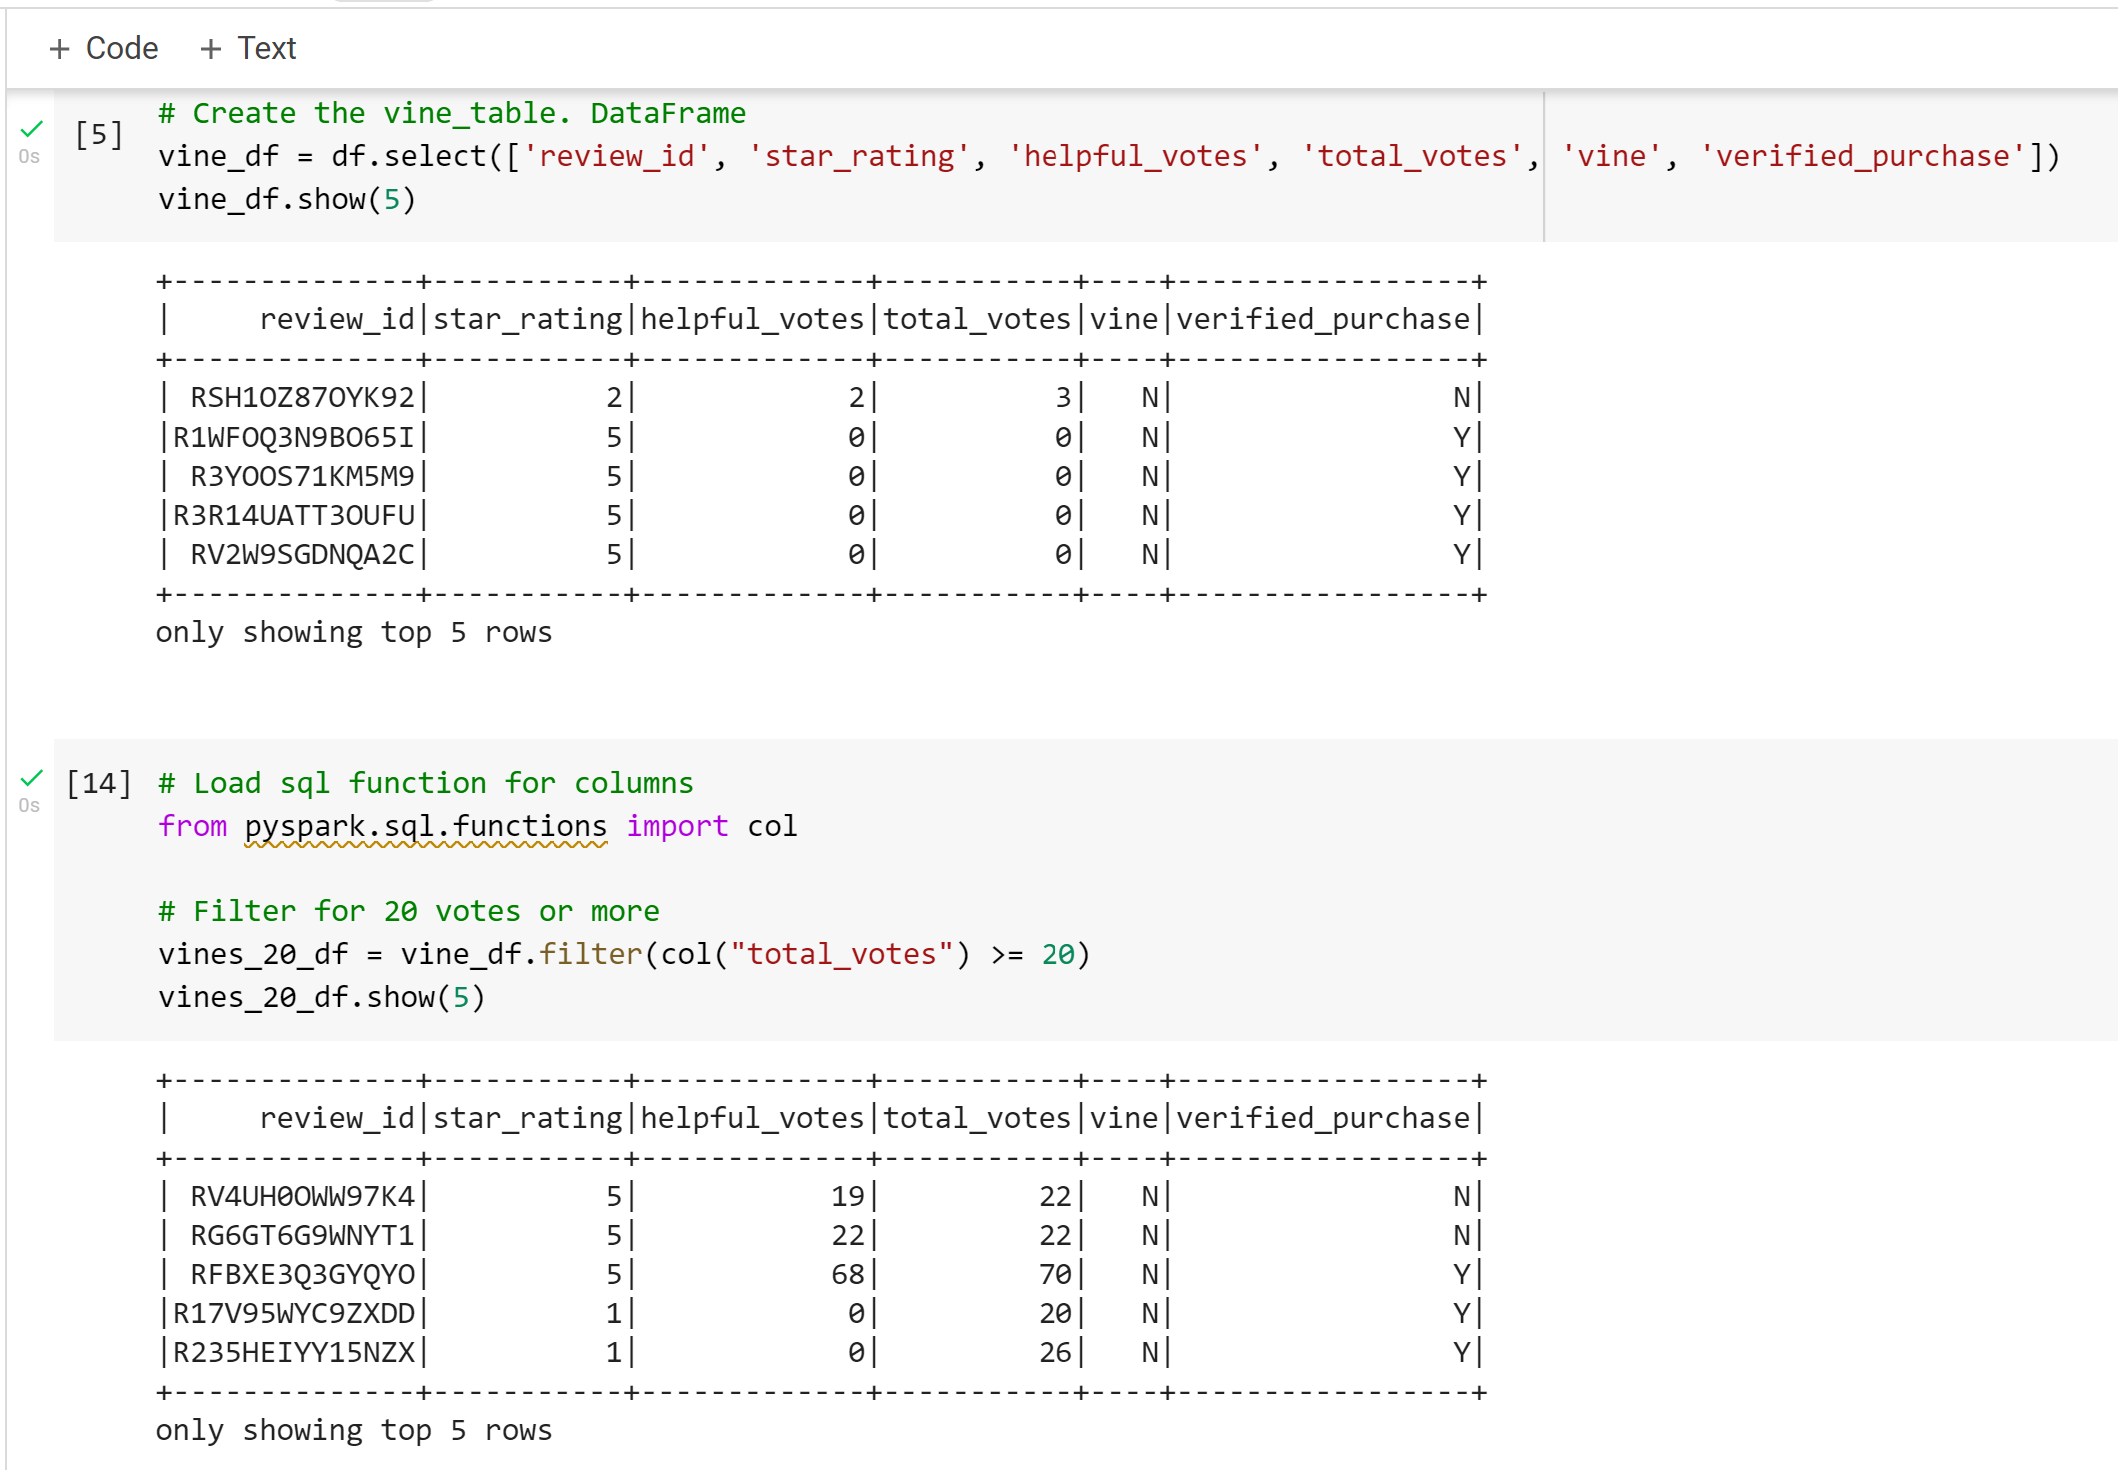 + Code + Text
[5] # Create the vine_table. DataFrame
vine_df = df.select(['review_id', 'star_rating', 'helpful_votes', 'total_votes', 'vine', 'verified_purchase'])
0s
vine_df.show(5)
+--------------+-----------+-------------+-----------+----+-----------------+
|     review_id|star_rating|helpful_votes|total_votes|vine|verified_purchase|
+--------------+-----------+-------------+-----------+----+-----------------+
| RSH1OZ87OYK92|          2|            2|          3|   N|                N|
|R1WFOQ3N9BO65I|          5|            0|          0|   N|                Y|
| R3YOOS71KM5M9|          5|            0|          0|   N|                Y|
|R3R14UATT3OUFU|          5|            0|          0|   N|                Y|
| RV2W9SGDNQA2C|          5|            0|          0|   N|                Y|
+--------------+-----------+-------------+-----------+----+-----------------+
only showing top 5 rows
[14] # Load sql function for columns
0s
from pyspark.sql.functions import col
# Filter for 20 votes or more
vines_20_df = vine_df.filter(col("total_votes") >= 20)
vines_20_df.show(5)
+--------------+-----------+-------------+-----------+----+-----------------+
|     review_id|star_rating|helpful_votes|total_votes|vine|verified_purchase|
+--------------+-----------+-------------+-----------+----+-----------------+
| RV4UH0OWW97K4|          5|           19|         22|   N|                N|
| RG6GT6G9WNYT1|          5|           22|         22|   N|                N|
| RFBXE3Q3GYQYO|          5|           68|         70|   N|                Y|
|R17V95WYC9ZXDD|          1|            0|         20|   N|                Y|
|R235HEIYY15NZX|          1|            0|         26|   N|                Y|
+--------------+-----------+-------------+-----------+----+-----------------+
only showing top 5 rows